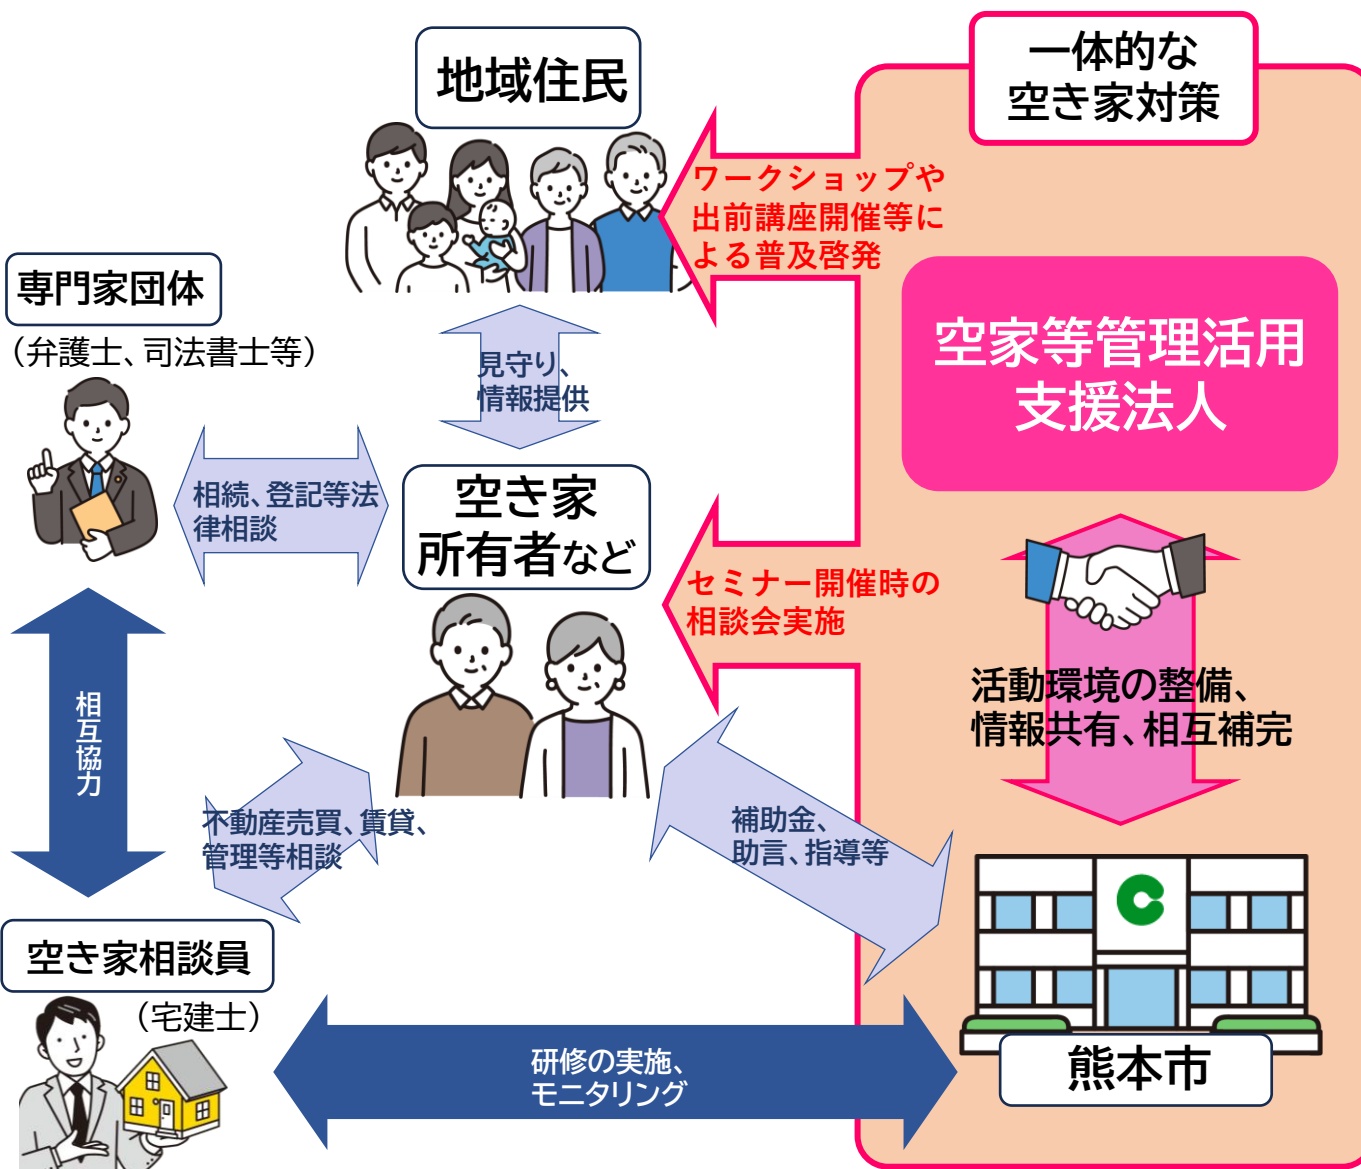 地域住民
一体的な
空き家対策
ワークショップや
出前講座開催等に
よる普及啓発
専門家団体
（弁護士、司法書士等）
空家等管理活用
支援法人
見守り、
情報提供
相続、登記等法
律相談
空き家
所有者など
セミナー開催時の
相談会実施
活動環境の整備、
情報共有、相互補完
相互協力
不動産売買、賃貸、
管理等相談
補助金、
助言、指導等
空き家相談員
（宅建士）
研修の実施、
モニタリング
熊本市